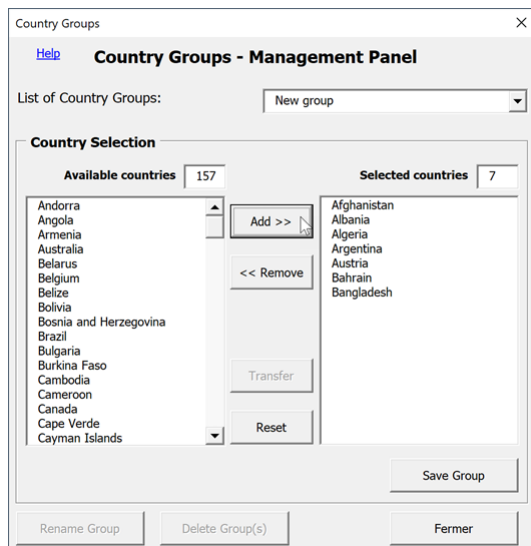 Country Groups
Help
Country Groups - Management Panel
List of Country Groups:
New group
Country Selection
Available countries 157
Selected countries 7
Andorra
Angola
Armenia
Australia
Belarus
Belgium
Belize
Bolivia
Bosnia and Herzegovina
Brazil
Bulgaria
Burkina Faso
Cambodia
Cameroon
Canada
Cape Verde
Cayman Islands
Add >>
<< Remove
Transfer
Reset
Afghanistan
Albania
Algeria
Argentina
Austria
Bahrain
Bangladesh
Save Group
Rename Group
Delete Group(s)
Fermer